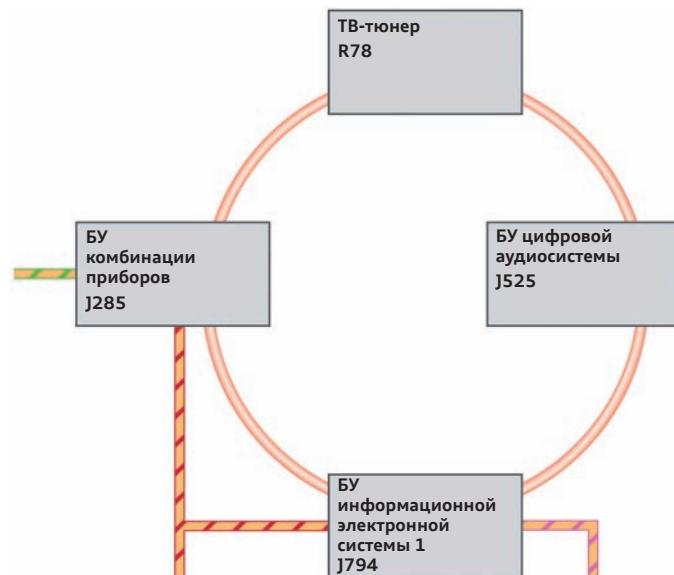 ТВ-тюнер
R78
БУ
комбинации
приборов
J285
БУ цифровой
аудиосистемы
J525
БУ
информационной
электронной
системы 1
J794